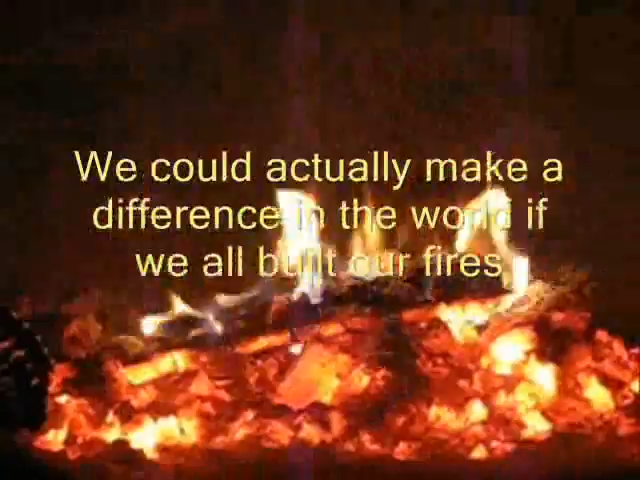 We could actually make a
difference in the world if
we all built our fires